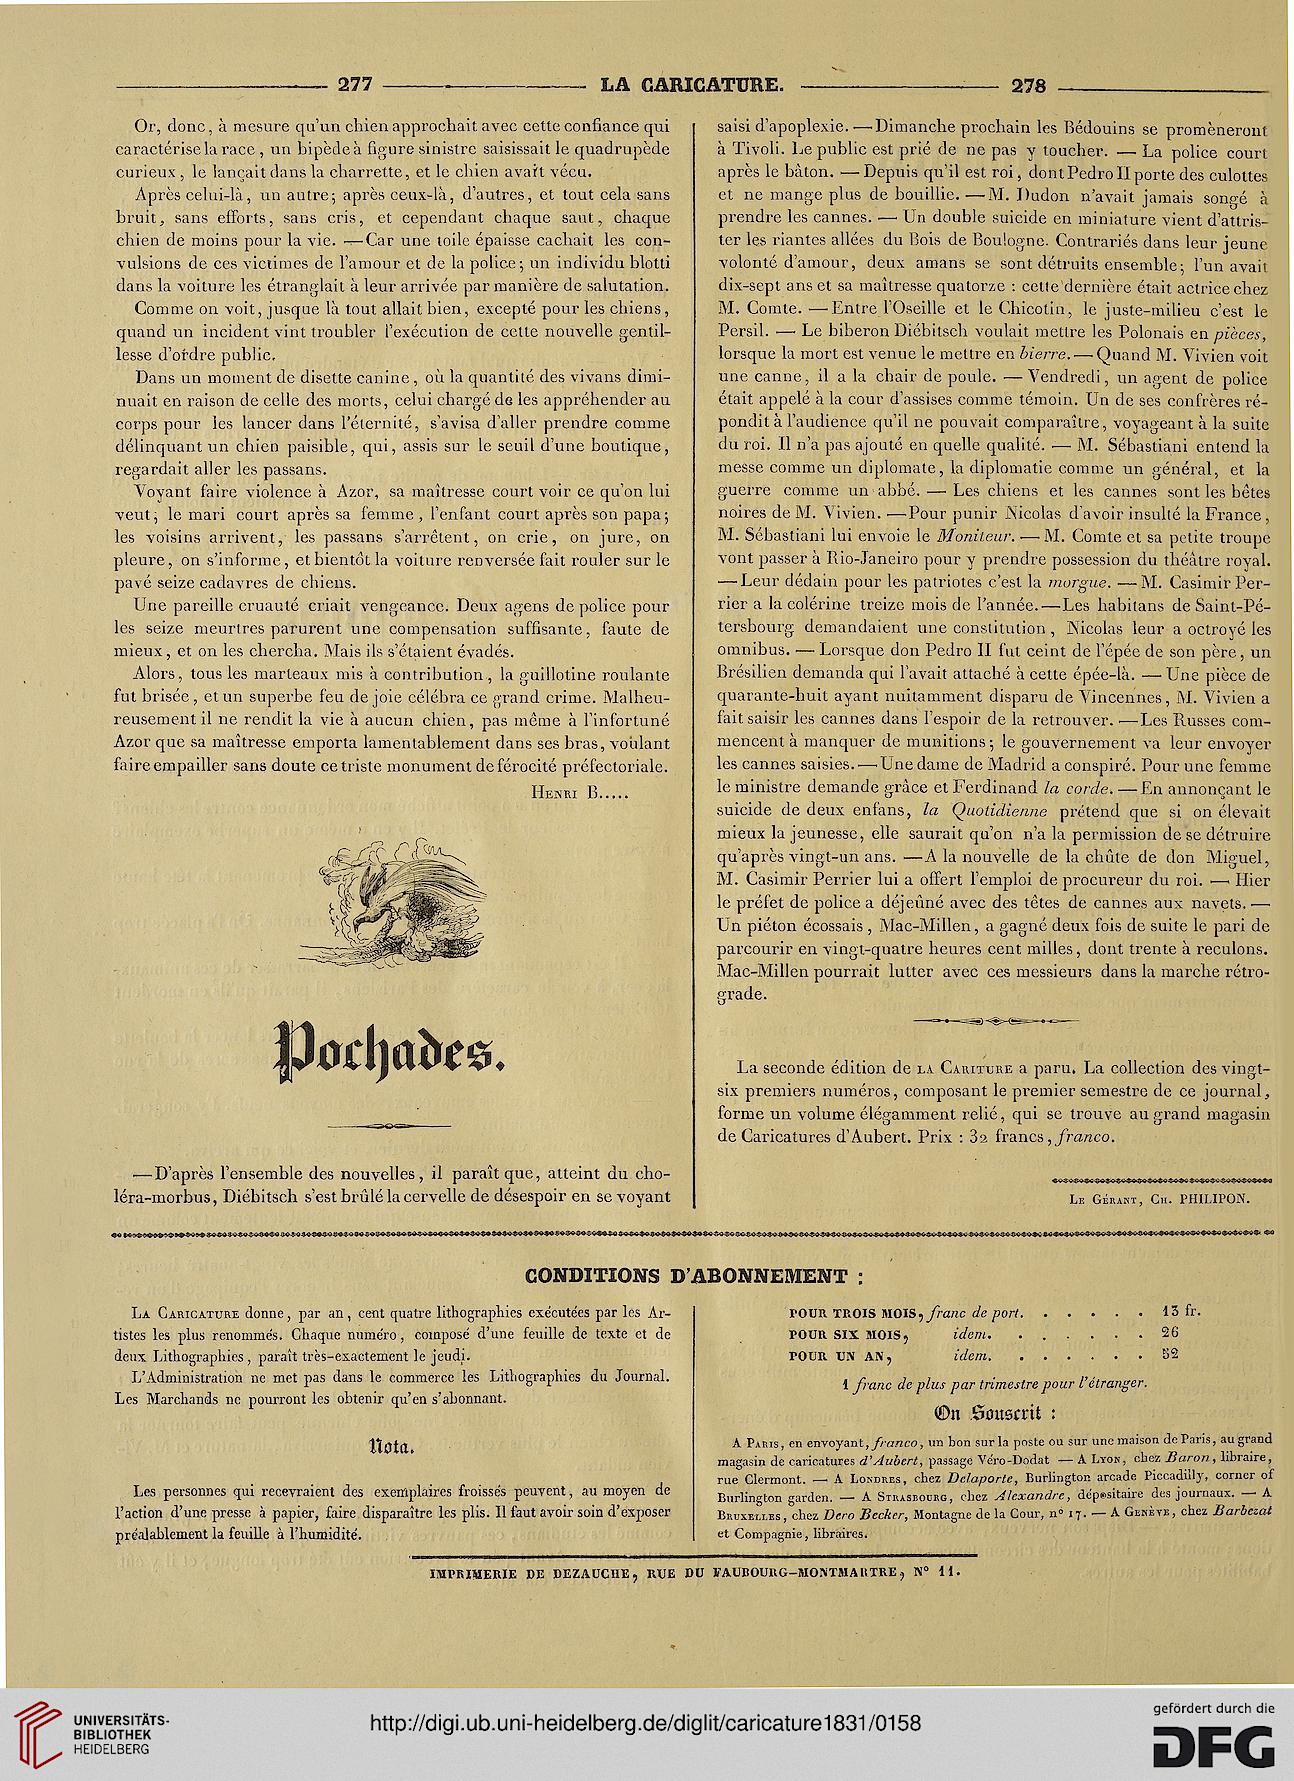 277 LA CARICATURE. 278
Or, donc, à mesure qu'un chien approchait avec cette confiance qui
caractérise la race, un bipède à figure sinistre saisissait le quadrupède
curieux, le lançait dans la charrette, et le chien avait vécu.
Après celui-là, un autre; après ceux-là, d'autres, et tout cela sans
bruit, sans efforts, sans cris, et cependant chaque saut, chaque
chien de moins pour la vie. —Car une toile épaisse cachait les con-
vulsions de ces victimes de l'amour et de la police; un individu blotti
dans la voiture les étranglait à leur arrivée par manière de salutation.
Comme on voit, jusque là tout allait bien, excepté pour les chiens,
quand un incident vint troubler l'exécution de cette nouvelle gentil-
lesse d'ordre public.
Dans un moment de disette canine, où la quantité des vivans dimi-
nuait en raison de celle des morts, celui chargé de les appréhender au
corps pour les lancer dans l'éternité, s'avisa d'aller prendre comme
délinquant un chien paisible, qui, assis sur le seuil d'une boutique,
regardait aller les passans.
Voyant faire violence à Azor, sa maîtresse court voir ce qu'on lui
veut; le mari court après sa femme, l'enfant court après son papa;
les voisins arrivent, les passans s'arrêtent, on crie, on jure, on
pleure, on s'informe, et bientôt la voiture renversée fait rouler sur le
pavé seize cadavres de chiens.
Une pareille cruauté criait vengeance. Deux agens de police pour
les seize meurtres parurent une compensation suffisante, faute de
mieux, et on les chercha. Mais ils s'étaient évadés.
Alors, tous les marteaux mis à contribution, la guillotine roulante
fut brisée, et un superbe feu de joie célébra ce grand crime. Malheu-
reusement il ne rendit la vie à aucun chien, pas même à l'infortuné
Azor que sa maîtresse emporta lamentablement dans ses bras, voulant
faire empailler sans doute ce triste monument de férocité préfectoriale.
HENRI B.....
Pochades.
—D'après l'ensemble des nouvelles, il paraît que, atteint du cho-
léra-morbus, Diébitsch s'est brûlé la cervelle de désespoir en se voyant
saisi d'apoplexie. — Dimanche prochain les Bédouins se promèneront
à Tivoli. Le public est prié de ne pas y toucher. — La police court
après le bâton. — Depuis qu'il est roi, dont Pedro II porte des culottes
et ne mange plus de bouillie. — M. Dudon n'avait jamais songé à
prendre les cannes. — Un double suicide en miniature vient d'attris-
ter les riantes allées du Bois de Boulogne. Contrariés dans leur jeune
volonté d'amour, deux amans se sont détruits ensemble; l'un avait
dix-sept ans et sa maîtresse quatorze : cette dernière était actrice chez
M. Comte. — Entre l'Oseille et le Chicotin, le juste-milieu c'est le
Persil. — Le biberon Diébitsch voulait mettre les Polonais en pièces,
lorsque la mort est venue le mettre en bierre. — Quand M. Vivien voit
une canne, il a la chair de poule. — Vendredi, un agent de police
était appelé à la cour d'assises comme témoin. Un de ses confrères ré-
pondit à l'audience qu'il ne pouvait comparaître, voyageant à la suite
du roi. Il n'a pas ajouté en quelle qualité. — M. Sébastiani entend la
messe comme un diplomate, la diplomatie comme un général, et la
guerre comme un abbé. — Les chiens et les cannes sont les bêtes
noires de M. Vivien. —Pour punir Nicolas d'avoir insulté la France,
M. Sébastiani lui envoie le Moniteur. — M. Comte et sa petite troupe
vont passer à Rio-Janeiro pour y prendre possession du théâtre royal.
— Leur dédain pour les patriotes c'est la morgue. — M. Casimir Per-
rier a la colérine treize mois de l'année. — Les habitans de Saint-Pé-
tersbourg demandaient une constitution, Nicolas leur a octroyé les
omnibus. — Lorsque don Pedro II fut ceint de l'épée de son père, un
Brésilien demanda qui l'avait attaché à cette épée-là. — Une pièce de
quarante-huit ayant nuitamment disparu de Vincennes, M. Vivien a
fait saisir les cannes dans l'espoir de la retrouver. — Les Russes com-
mencent à manquer de munitions; le gouvernement va leur envoyer
les cannes saisies. — Une dame de Madrid a conspiré. Pour une femme
le ministre demande grâce et Ferdinand la corde. — En annonçant le
suicide de deux enfans, la Quotidienne prétend que si on élevait
mieux la jeunesse, elle saurait qu'on n'a la permission de se détruire
qu'après vingt-un ans. — A la nouvelle de la chûte de don Miguel,
M. Casimir Perrier lui a offert l'emploi de procureur du roi. — Hier
le préfet de police a déjeûné avec des têtes de cannes aux navets. —
Un piéton écossais, Mac-Millen, a gagné deux fois de suite le pari de
parcourir en vingt-quatre heures cent milles, dont trente à reculons.
Mac-Millen pourrait lutter avec ces messieurs dans la marche rétro-
grade.
La seconde édition de LA CARITURE a paru. La collection des vingt-
six premiers numéros, composant le premier semestre de ce journal,
forme un volume élégamment relié, qui se trouve au grand magasin
de Caricatures d'Aubert. Prix : 32 francs, franco.
LE GÉRANT, CH. PHILIPON.
CONDITIONS D'ABONNEMENT :
LA CARICATURE donne, par an, cent quatre lithographies exécutées par les Ar-
tistes les plus renommés. Chaque numéro, composé d'une feuille de texte et de
deux Lithographies, paraît très-exactement le jeudi.
L'Administration ne met pas dans le commerce les Lithographies du Journal.
Les Marchands ne pourront les obtenir qu'en s'abonnant.
Nota.
Les personnes qui recevraient des exemplaires froissés peuvent, au moyen de
l'action d'une presse à papier, faire disparaître les plis. Il faut avoir soin d'exposer
préalablement la feuille à l'humidité.
POUR TROIS MOIS, franc de port. . . . . . 13 fr.
POUR SIX MOIS, idem. . . . . . . 26
POUR UN AN, idem. . . . . . . 52
1 franc de plus par trimestre pour l'étranger.
On Souscrit :
A PARIS, en envoyant, franco, un bon sur la poste ou sur une maison de Paris, au grand
magasin de caricatures d'Aubert, passage Véro-Dodat — A LYON, chez Baron, libraire,
rue Clermont. — A LONDRES, chez Delaporte, Burlington arcade Piccadilly, corner of
Burlington garden. — A STRASBOURG, chez Alexandre, dépositaire des journaux. — A
BRUXELLES, chez Dero Becker, Montagne de la Cour, n° 17. — A GENÈVE, chez Barbezat
et Compagnie, libraires.
IMPRIMERIE DE DEZAUCHE, RUE DU FAUBOURG-MONTMARTRE, N° 11.
UNIVERSITÄTS-
BIBLIOTHEK
HEIDELBERG
http://digi.ub.uni-heidelberg.de/diglit/caricature1831/0158
gefördert durch die
DFG